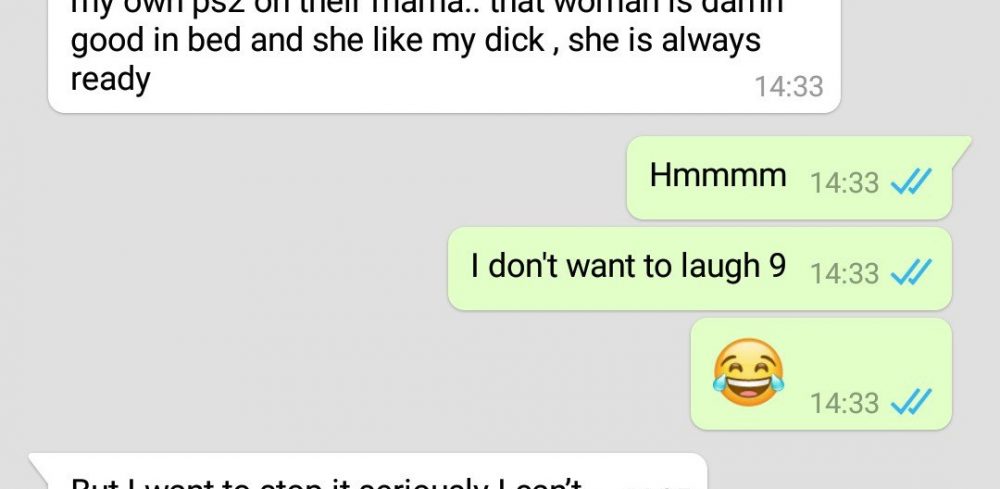 my own ps2 on their mama.. that woman is damn
good in bed and she like my dick , she is always
ready
14:33
Hmmmm 14:33
I don't want to laugh 9 14:33
😂 14:33
But I want to stop it seriously I can't